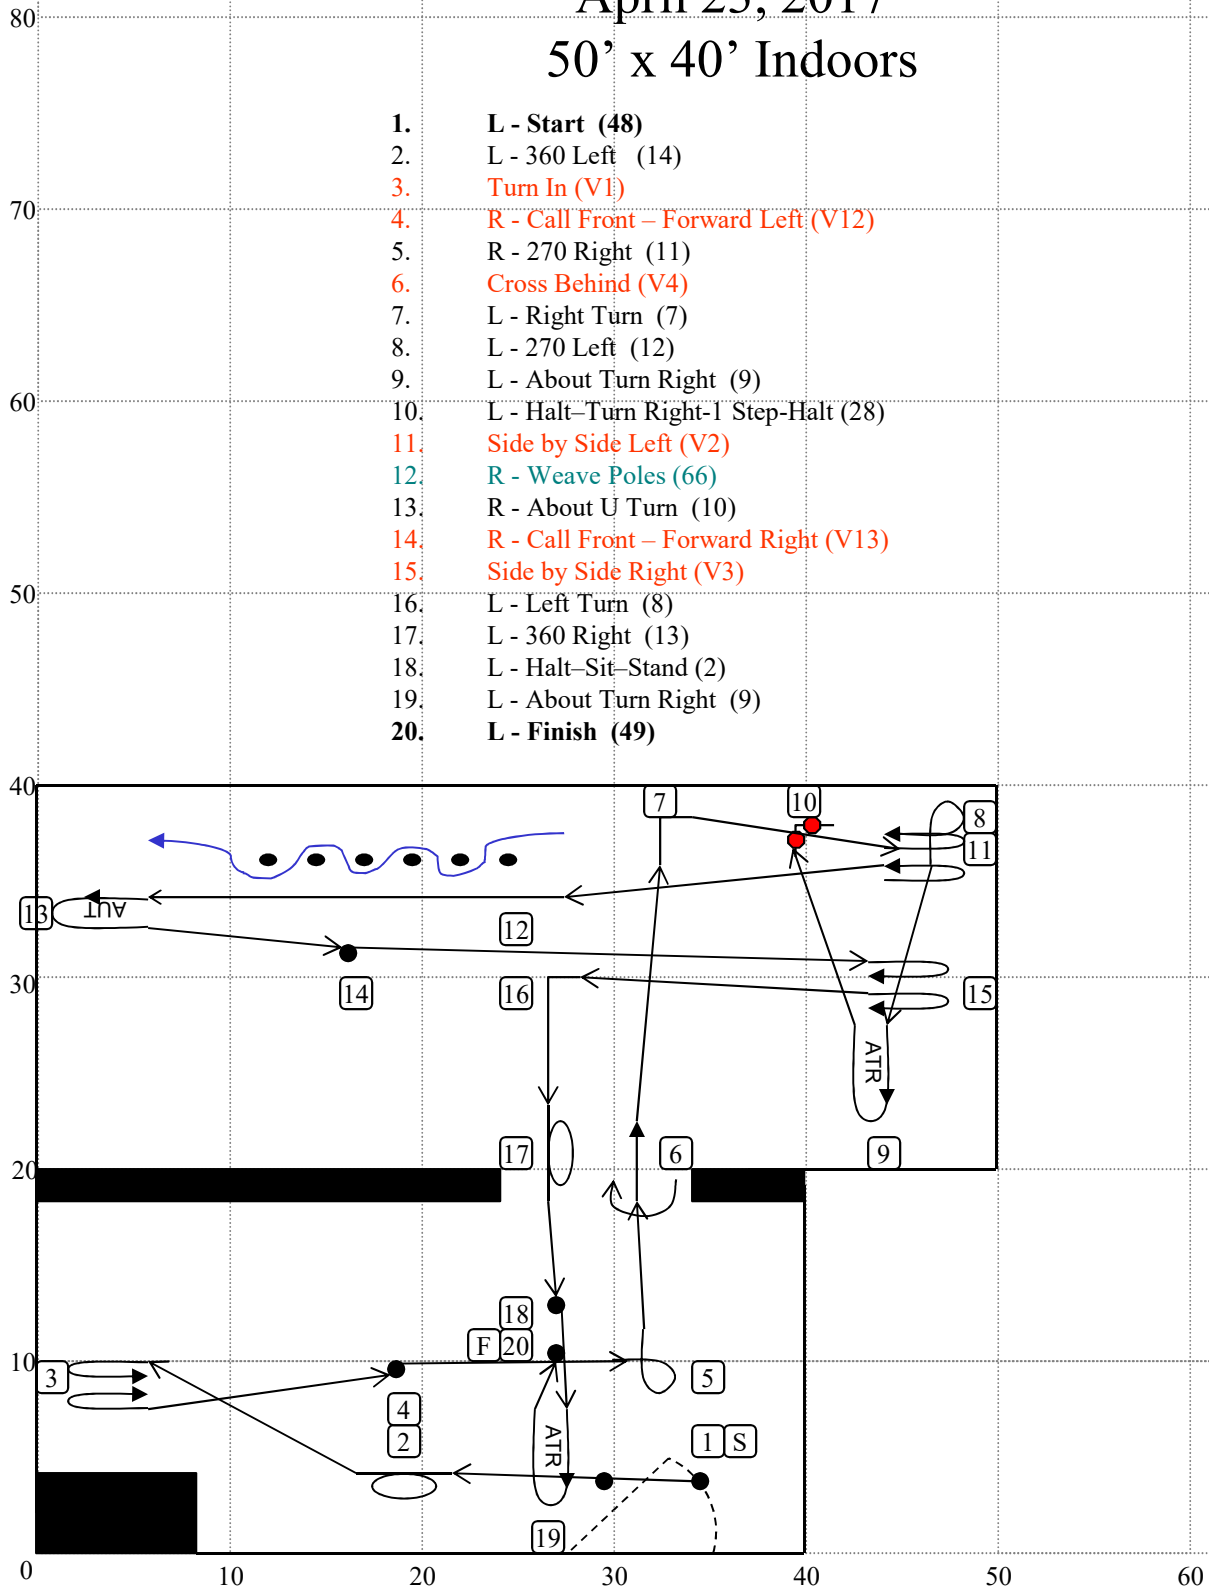 April 23, 2017
50’ x 40’ Indoors
1. L - Start (48)
2. L - 360 Left (14)
3. Turn In (V1)
4. R - Call Front – Forward Left (V12)
5. R - 270 Right (11)
6. Cross Behind (V4)
7. L - Right Turn (7)
8. L - 270 Left (12)
9. L - About Turn Right (9)
10. L - Halt–Turn Right-1 Step-Halt (28)
11. Side by Side Left (V2)
12. R - Weave Poles (66)
13. R - About U Turn (10)
14. R - Call Front – Forward Right (V13)
15. Side by Side Right (V3)
16. L - Left Turn (8)
17. L - 360 Right (13)
18. L - Halt–Sit–Stand (2)
19. L - About Turn Right (9)
20. L - Finish (49)
80
70
60
50
40
30
20
10
0
10
20
30
40
50
60
7
10
8
11
13
AUT
12
14
16
15
ATR
17
6
9
18
F
20
3
5
4
2
ATR
1
S
19